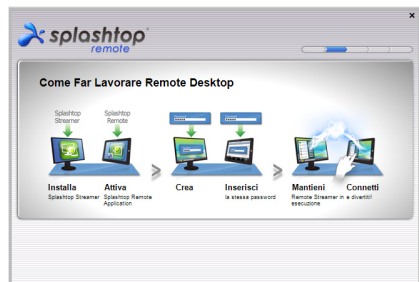 ×
splashtop
remote
Come Far Lavorare Remote Desktop
Splashtop Streamer
Splashtop Remote
Installa Attiva Crea Inserisci Mantieni Connetti
Splashtop Streamer Splashtop Remote Application la stessa password Remote Streamer in esecuzione e divertiti!